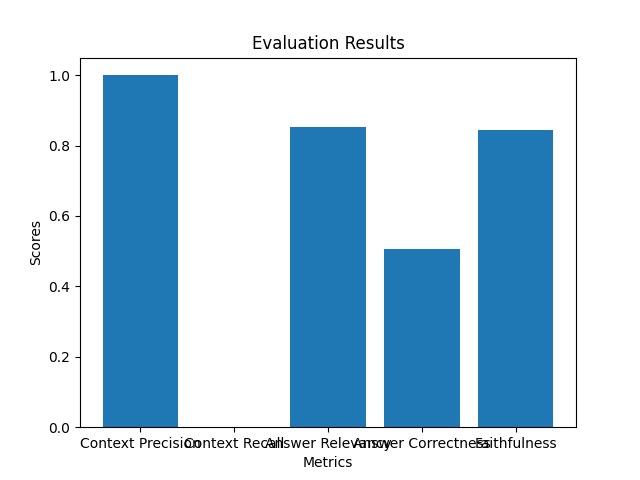 Evaluation Results
1.0
0.8
0.6
0.4
0.2
0.0
Scores
Context Precision Context Recall Answer Relevancy Answer Correctness Faithfulness
Metrics